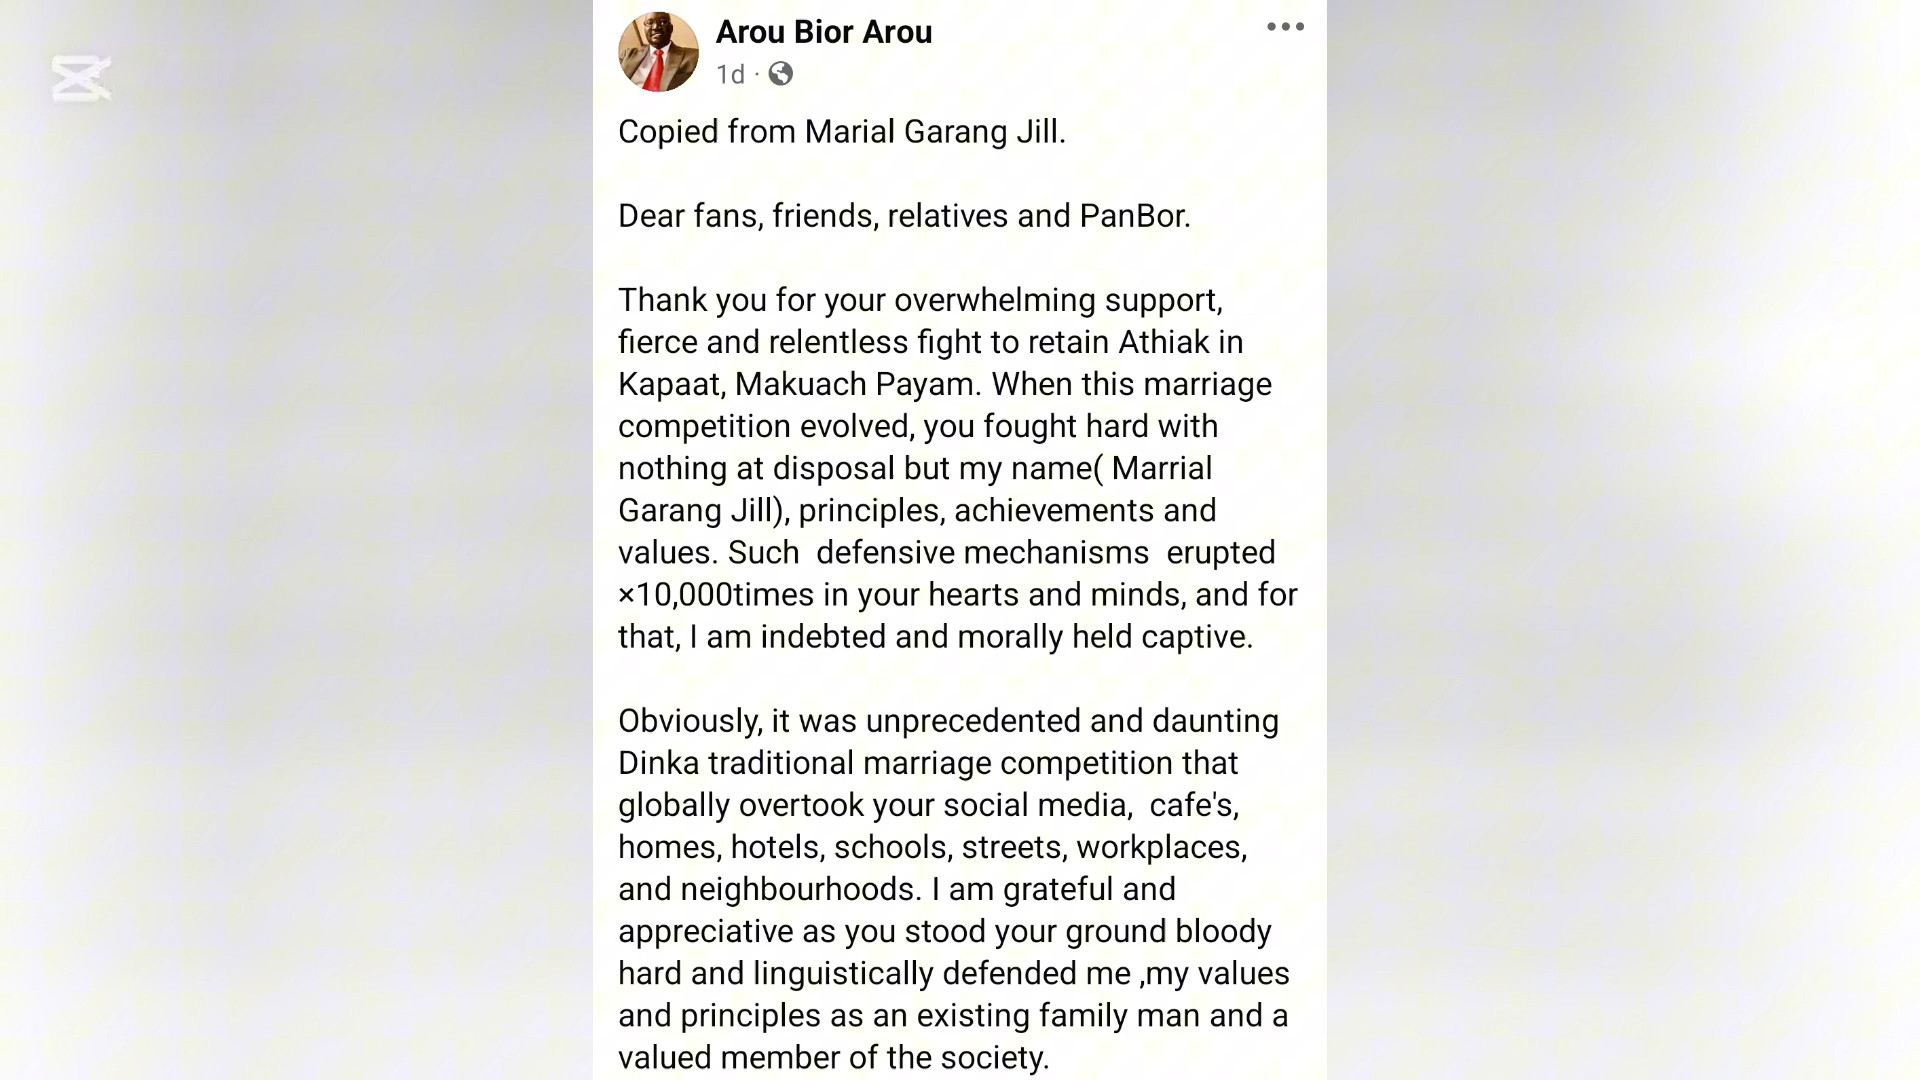 Arou Bior Arou
1d ·
Copied from Marial Garang Jill.
Dear fans, friends, relatives and PanBor.
Thank you for your overwhelming support,
fierce and relentless fight to retain Athiak in
Kapaat, Makuach Payam. When this marriage
competition evolved, you fought hard with
nothing at disposal but my name( Marrial
Garang Jill), principles, achievements and
values. Such  defensive mechanisms  erupted
×10,000times in your hearts and minds, and for
that, I am indebted and morally held captive.
Obviously, it was unprecedented and daunting
Dinka traditional marriage competition that
globally overtook your social media,  cafe's,
homes, hotels, schools, streets, workplaces,
and neighbourhoods. I am grateful and
appreciative as you stood your ground bloody
hard and linguistically defended me ,my values
and principles as an existing family man and a
valued member of the society.